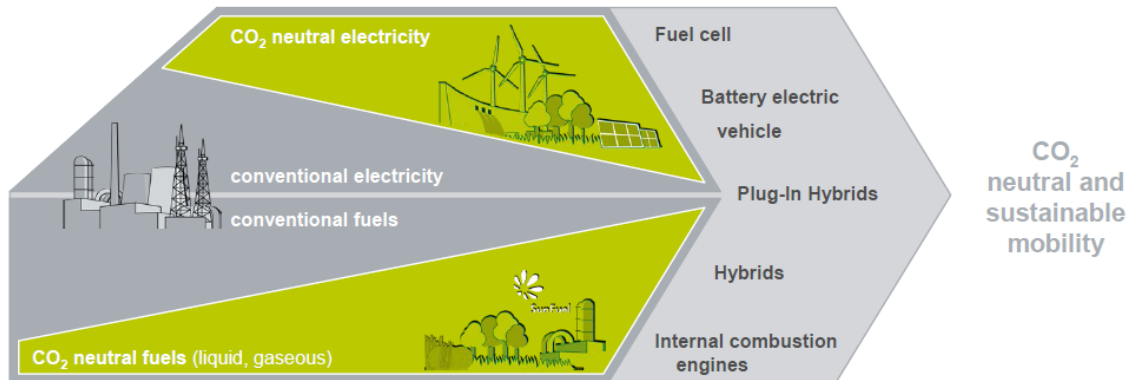 CO₂ neutral electricity
conventional electricity
conventional fuels
SunFuel
CO₂ neutral fuels (liquid, gaseous)
Fuel cell
Battery electric
vehicle
Plug-In Hybrids
Hybrids
Internal combustion
engines
CO₂
neutral and
sustainable
mobility